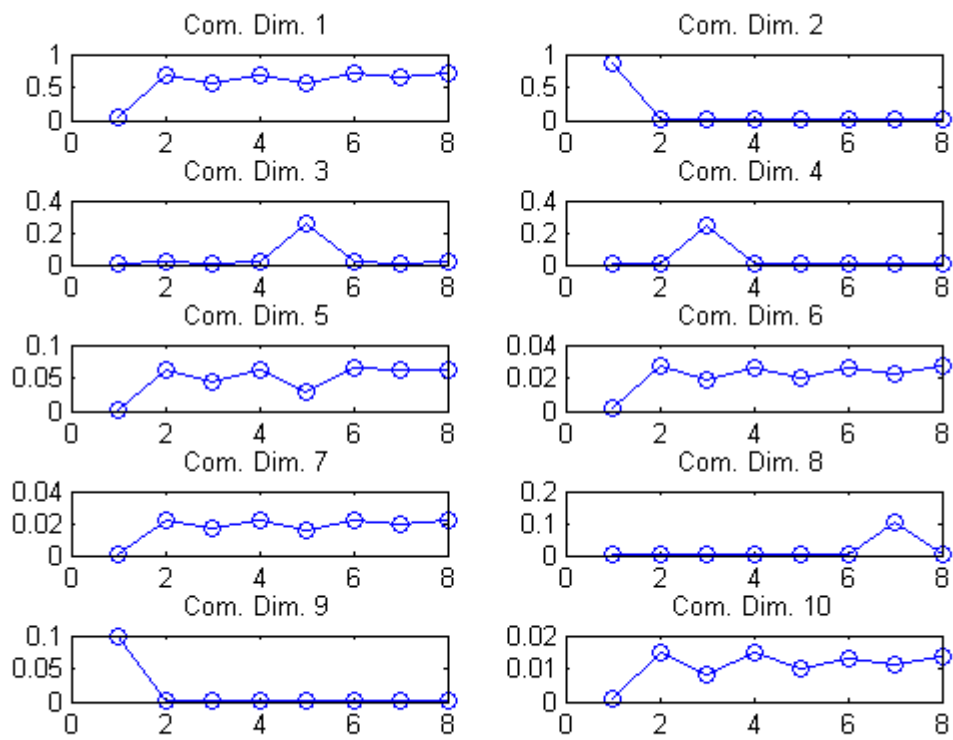 Com. Dim. 1
1
0.5
0
0 2 4 6 8
Com. Dim. 2
1
0.5
0
0 2 4 6 8
Com. Dim. 3
0.4
0.2
0
0 2 4 6 8
Com. Dim. 4
0.4
0.2
0
0 2 4 6 8
Com. Dim. 5
0.1
0.05
0
0 2 4 6 8
Com. Dim. 6
0.04
0.02
0
0 2 4 6 8
Com. Dim. 7
0.04
0.02
0
0 2 4 6 8
Com. Dim. 8
0.2
0.1
0
0 2 4 6 8
Com. Dim. 9
0.1
0.05
0
0 2 4 6 8
Com. Dim. 10
0.02
0.01
0
0 2 4 6 8